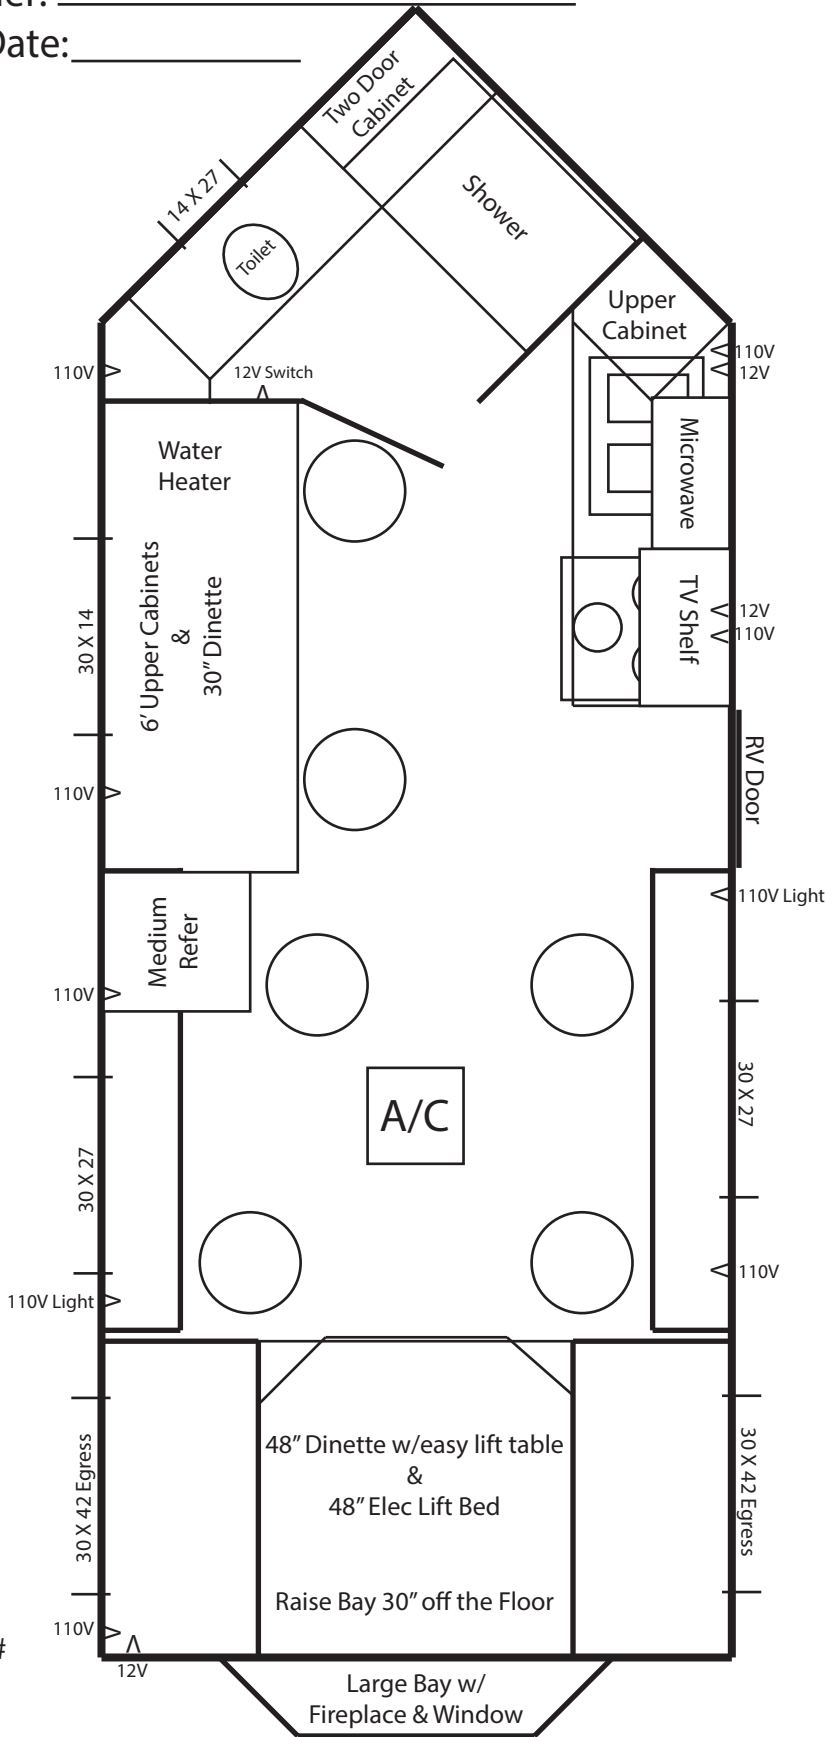 Date:
Two Door
Cabinet
14 X 27
Toilet
Shower
Upper
Cabinet
110V
12V
110V
12V Switch
Water
Heater
Microwave
6' Upper Cabinets
&
30" Dinette
30 X 14
TV Shelf
12V
110V
RV Door
110V
110V Light
Medium
Refer
110V
A/C
30 X 27
30 X 27
110V
110V Light
48" Dinette w/easy lift table
&
48" Elec Lift Bed
30 X 42 Egress
30 X 42 Egress
Raise Bay 30" off the Floor
110V
#
12V
Large Bay w/
Fireplace & Window